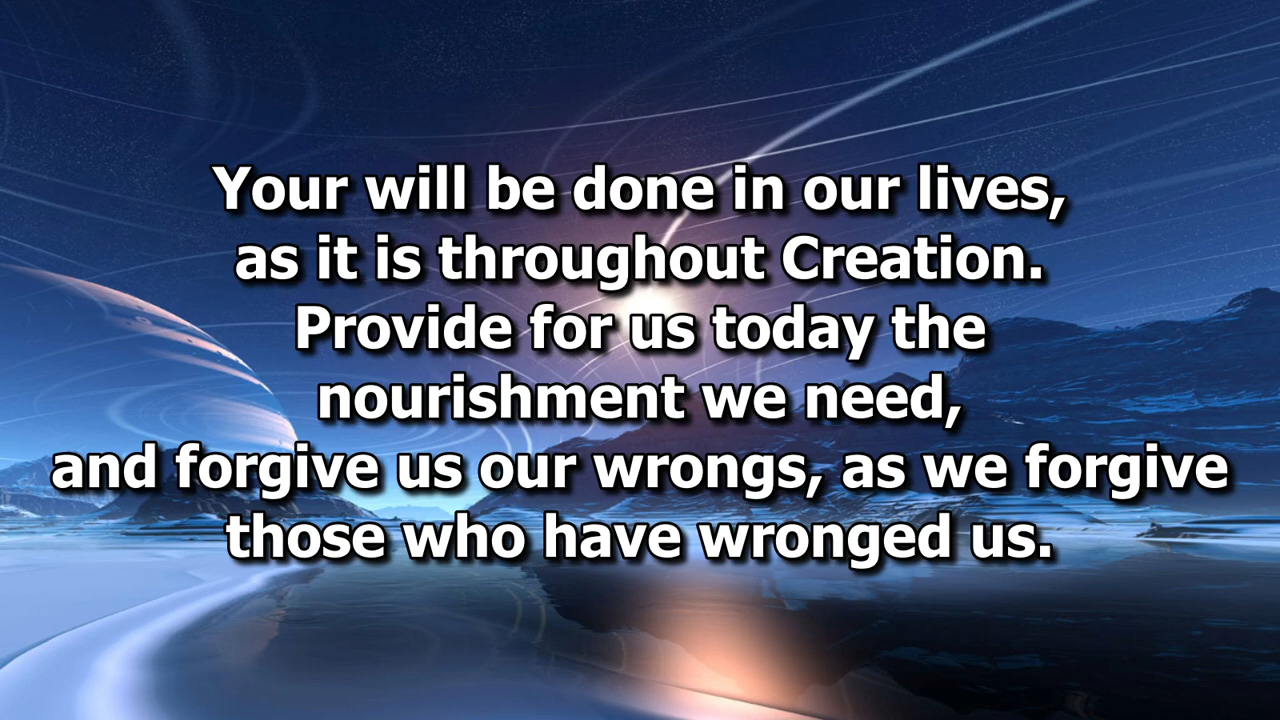 Your will be done in our lives,
as it is throughout Creation.
Provide for us today the
nourishment we need,
and forgive us our wrongs, as we forgive
those who have wronged us.